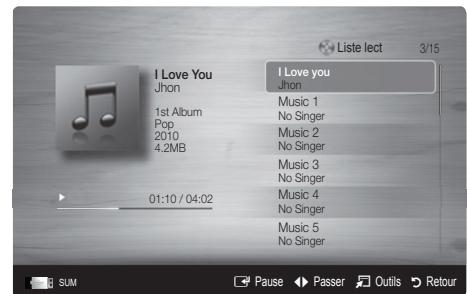 Liste lect 3/15
I Love You
Jhon
1st Album
Pop
2010
4.2MB
01:10 / 04:02
I Love you
Jhon
Music 1
No Singer
Music 2
No Singer
Music 3
No Singer
Music 4
No Singer
Music 5
No Singer
SUM Pause Passer Outils Retour